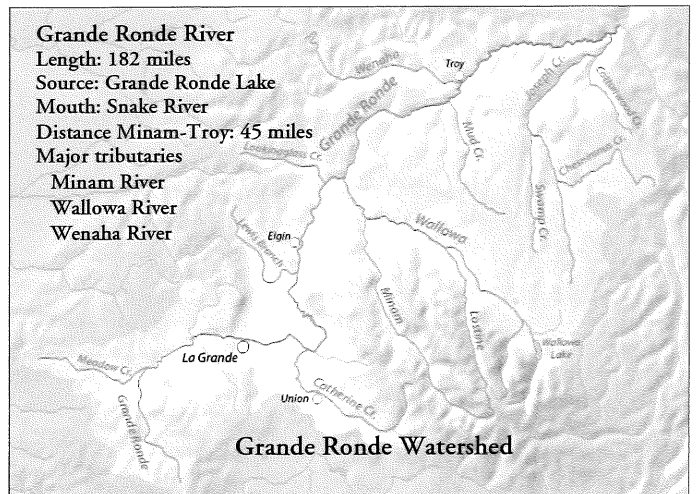 Grande Ronde River
Length: 182 miles
Source: Grande Ronde Lake
Mouth: Snake River
Distance Minam-Troy: 45 miles
Major tributaries
Minam River
Wallowa River
Wenaha River
Wenaha
Troy
Grande Ronde
Joseph Cr.
Cottonwood Cr.
Lookingglass Cr.
Mud Cr.
Chesnimnus Cr.
Swamp Cr.
Wallowa
Elgin
Lewis Branch
Minam
Lostine
Wallowa
Lake
La Grande
Meadow Cr.
Grande Ronde
Union
Catherine Cr.
Grande Ronde Watershed